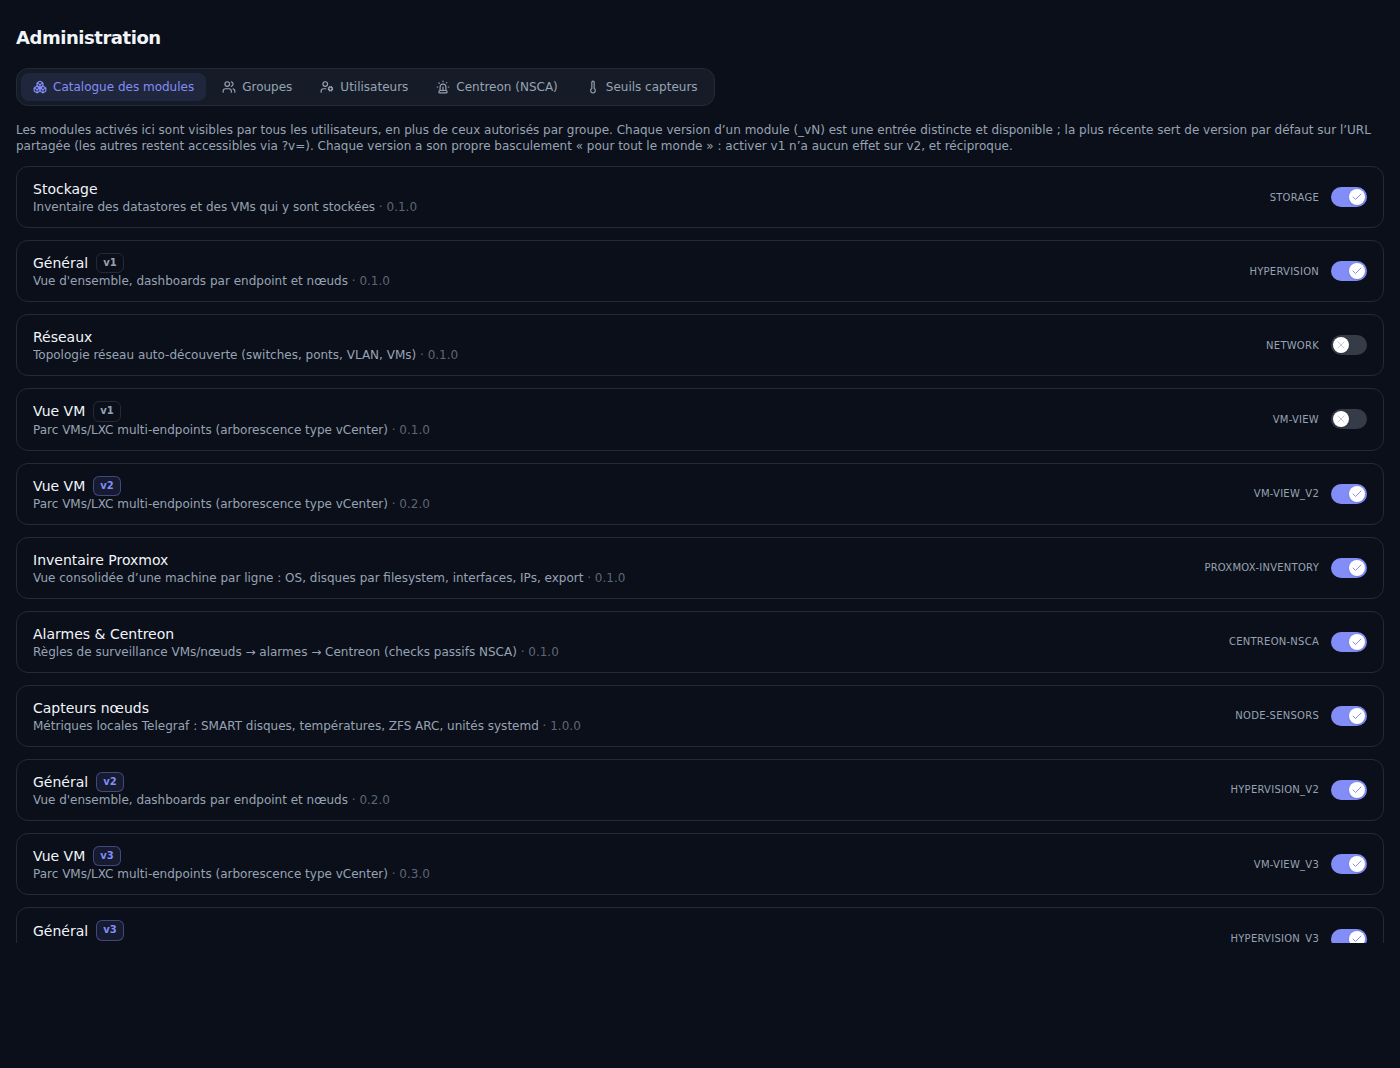 Administration
Catalogue des modules
Groupes
Utilisateurs
Centreon (NSCA)
Seuils capteurs
Les modules activés ici sont visibles par tous les utilisateurs, en plus de ceux autorisés par groupe. Chaque version d’un module (_vN) est une entrée distincte et disponible ; la plus récente sert de version par défaut sur l’URL
partagée (les autres restent accessibles via ?v=). Chaque version a son propre basculement « pour tout le monde » : activer v1 n’a aucun effet sur v2, et réciproque.
Stockage
Inventaire des datastores et des VMs qui y sont stockées · 0.1.0
STORAGE
Général v1
Vue d'ensemble, dashboards par endpoint et nœuds · 0.1.0
HYPERVISION
Réseaux
Topologie réseau auto-découverte (switches, ponts, VLAN, VMs) · 0.1.0
NETWORK
Vue VM v1
Parc VMs/LXC multi-endpoints (arborescence type vCenter) · 0.1.0
VM-VIEW
Vue VM v2
Parc VMs/LXC multi-endpoints (arborescence type vCenter) · 0.2.0
VM-VIEW_V2
Inventaire Proxmox
Vue consolidée d’une machine par ligne : OS, disques par filesystem, interfaces, IPs, export · 0.1.0
PROXMOX-INVENTORY
Alarmes & Centreon
Règles de surveillance VMs/nœuds → alarmes → Centreon (checks passifs NSCA) · 0.1.0
CENTREON-NSCA
Capteurs nœuds
Métriques locales Telegraf : SMART disques, températures, ZFS ARC, unités systemd · 1.0.0
NODE-SENSORS
Général v2
Vue d'ensemble, dashboards par endpoint et nœuds · 0.2.0
HYPERVISION_V2
Vue VM v3
Parc VMs/LXC multi-endpoints (arborescence type vCenter) · 0.3.0
VM-VIEW_V3
Général v3
HYPERVISION_V3